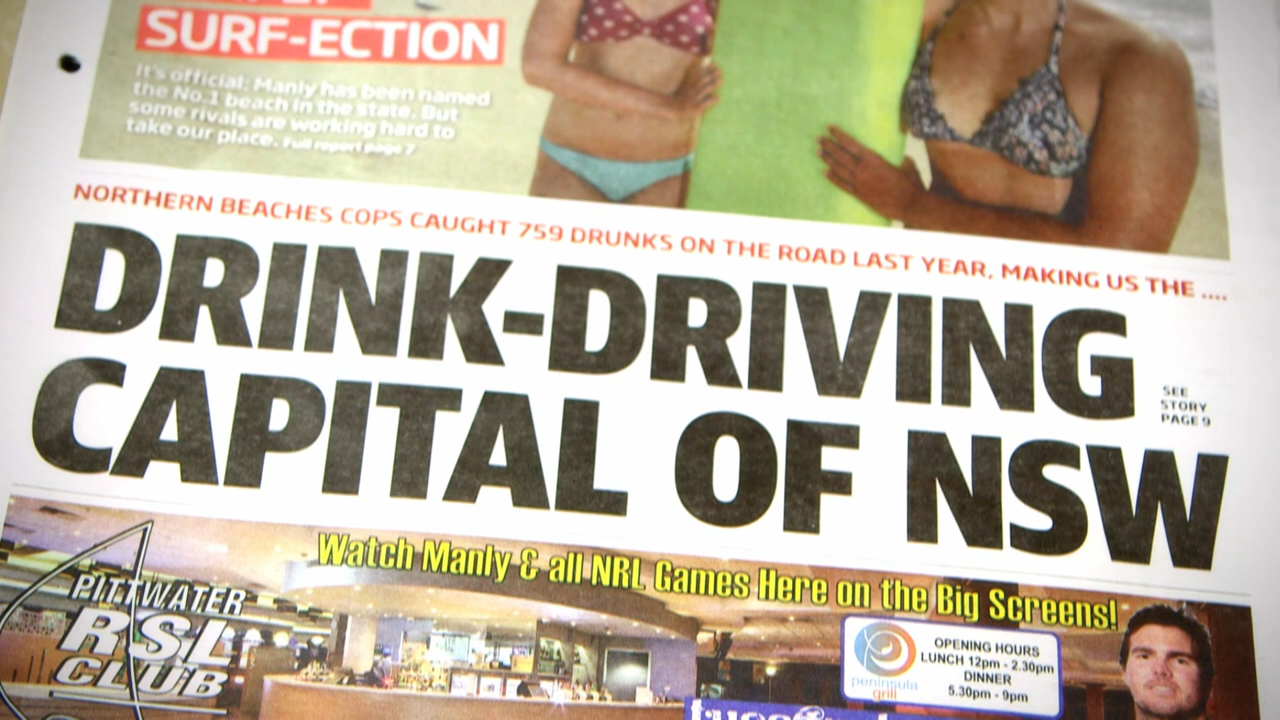 SURF-ECTION
It's official: Manly has been named
the No.1 beach in the state. But
some rivals are working hard to
take our place. Full report page 7
NORTHERN BEACHES COPS CAUGHT 759 DRUNKS ON THE ROAD LAST YEAR, MAKING US THE ....
DRINK-DRIVING
CAPITAL OF NSW
SEE
STORY
PAGE 9
Watch Manly & all NRL Games Here on the Big Screens!
PITTWATER
RSL
CLUB
peninsula
grill
OPENING HOURS
LUNCH 12pm - 2.30pm
DINNER
5.30pm - 9pm